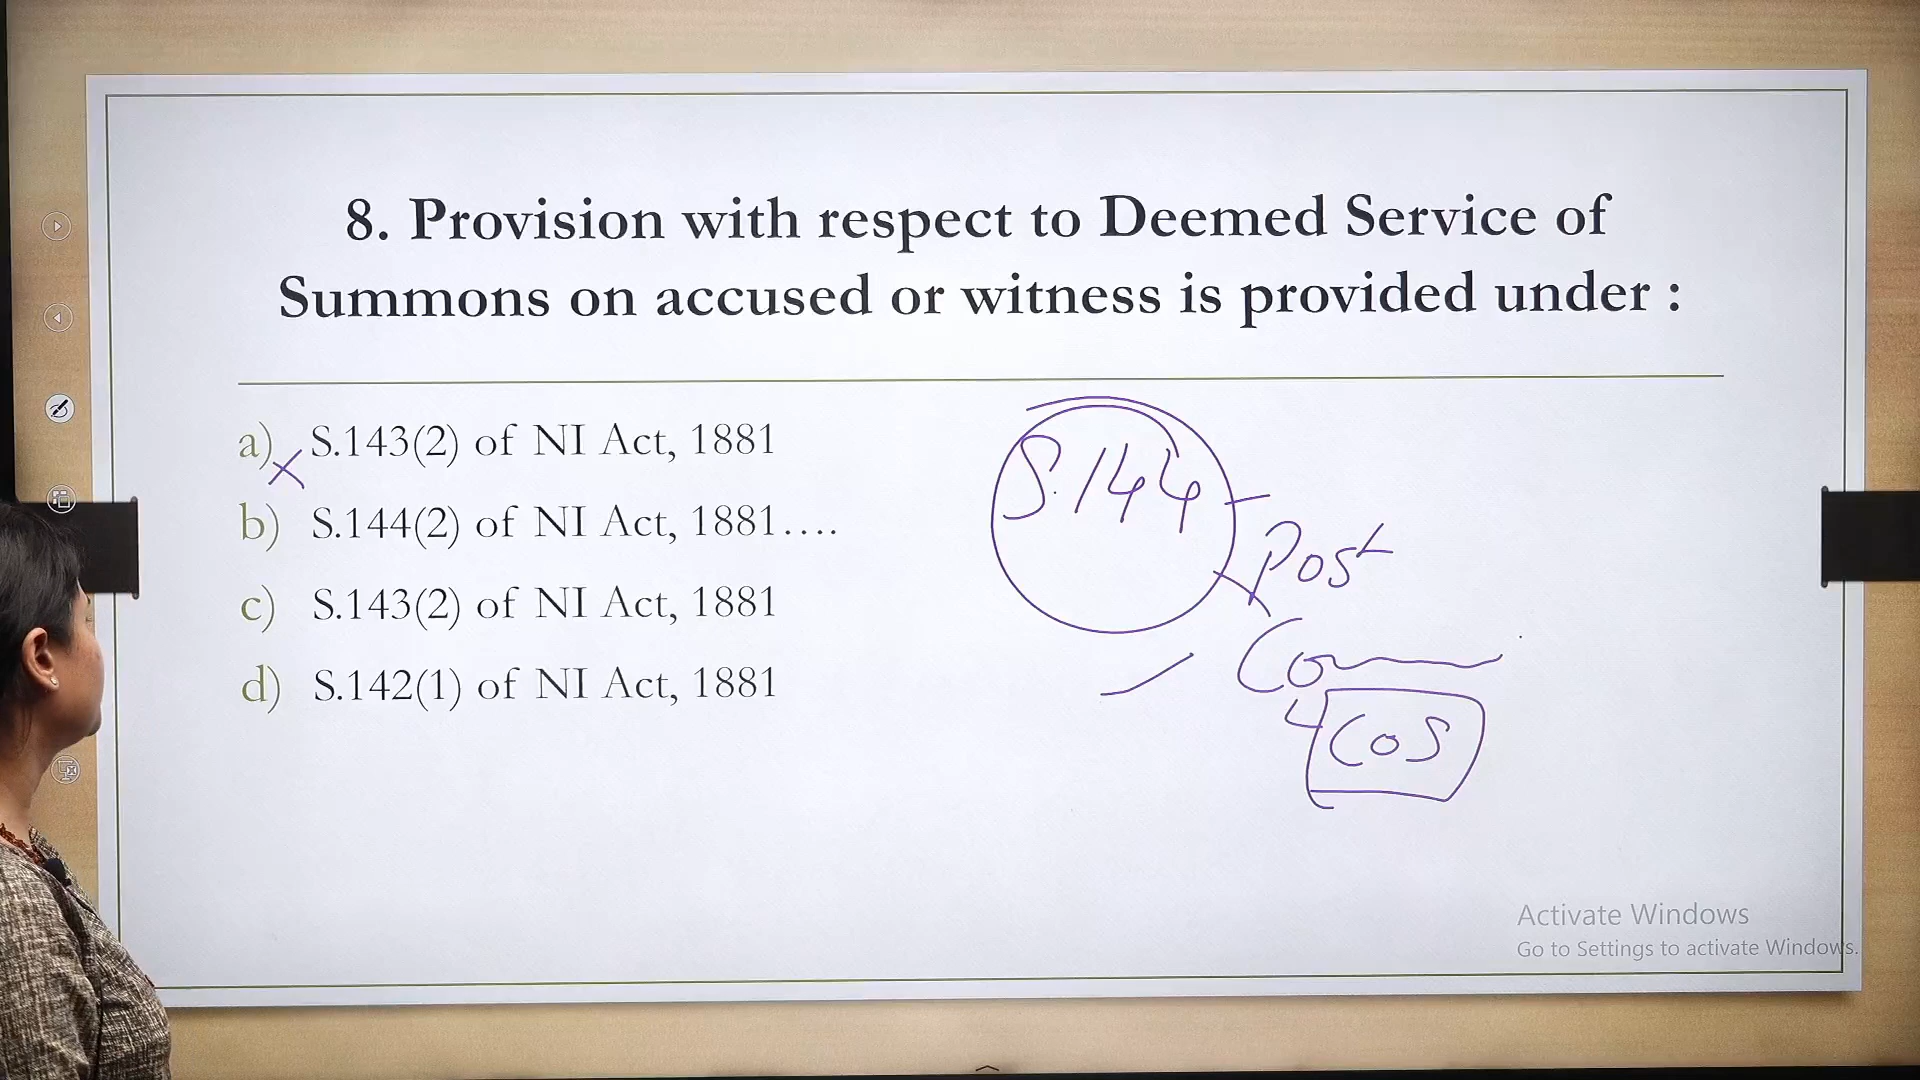 8. Provision with respect to Deemed Service of
Summons on accused or witness is provided under :
a) S.143(2) of NI Act, 1881
b) S.144(2) of NI Act, 1881....
c) S.143(2) of NI Act, 1881
d) S.142(1) of NI Act, 1881
S.144
Post
COS
Activate Windows
Go to Settings to activate Windows.